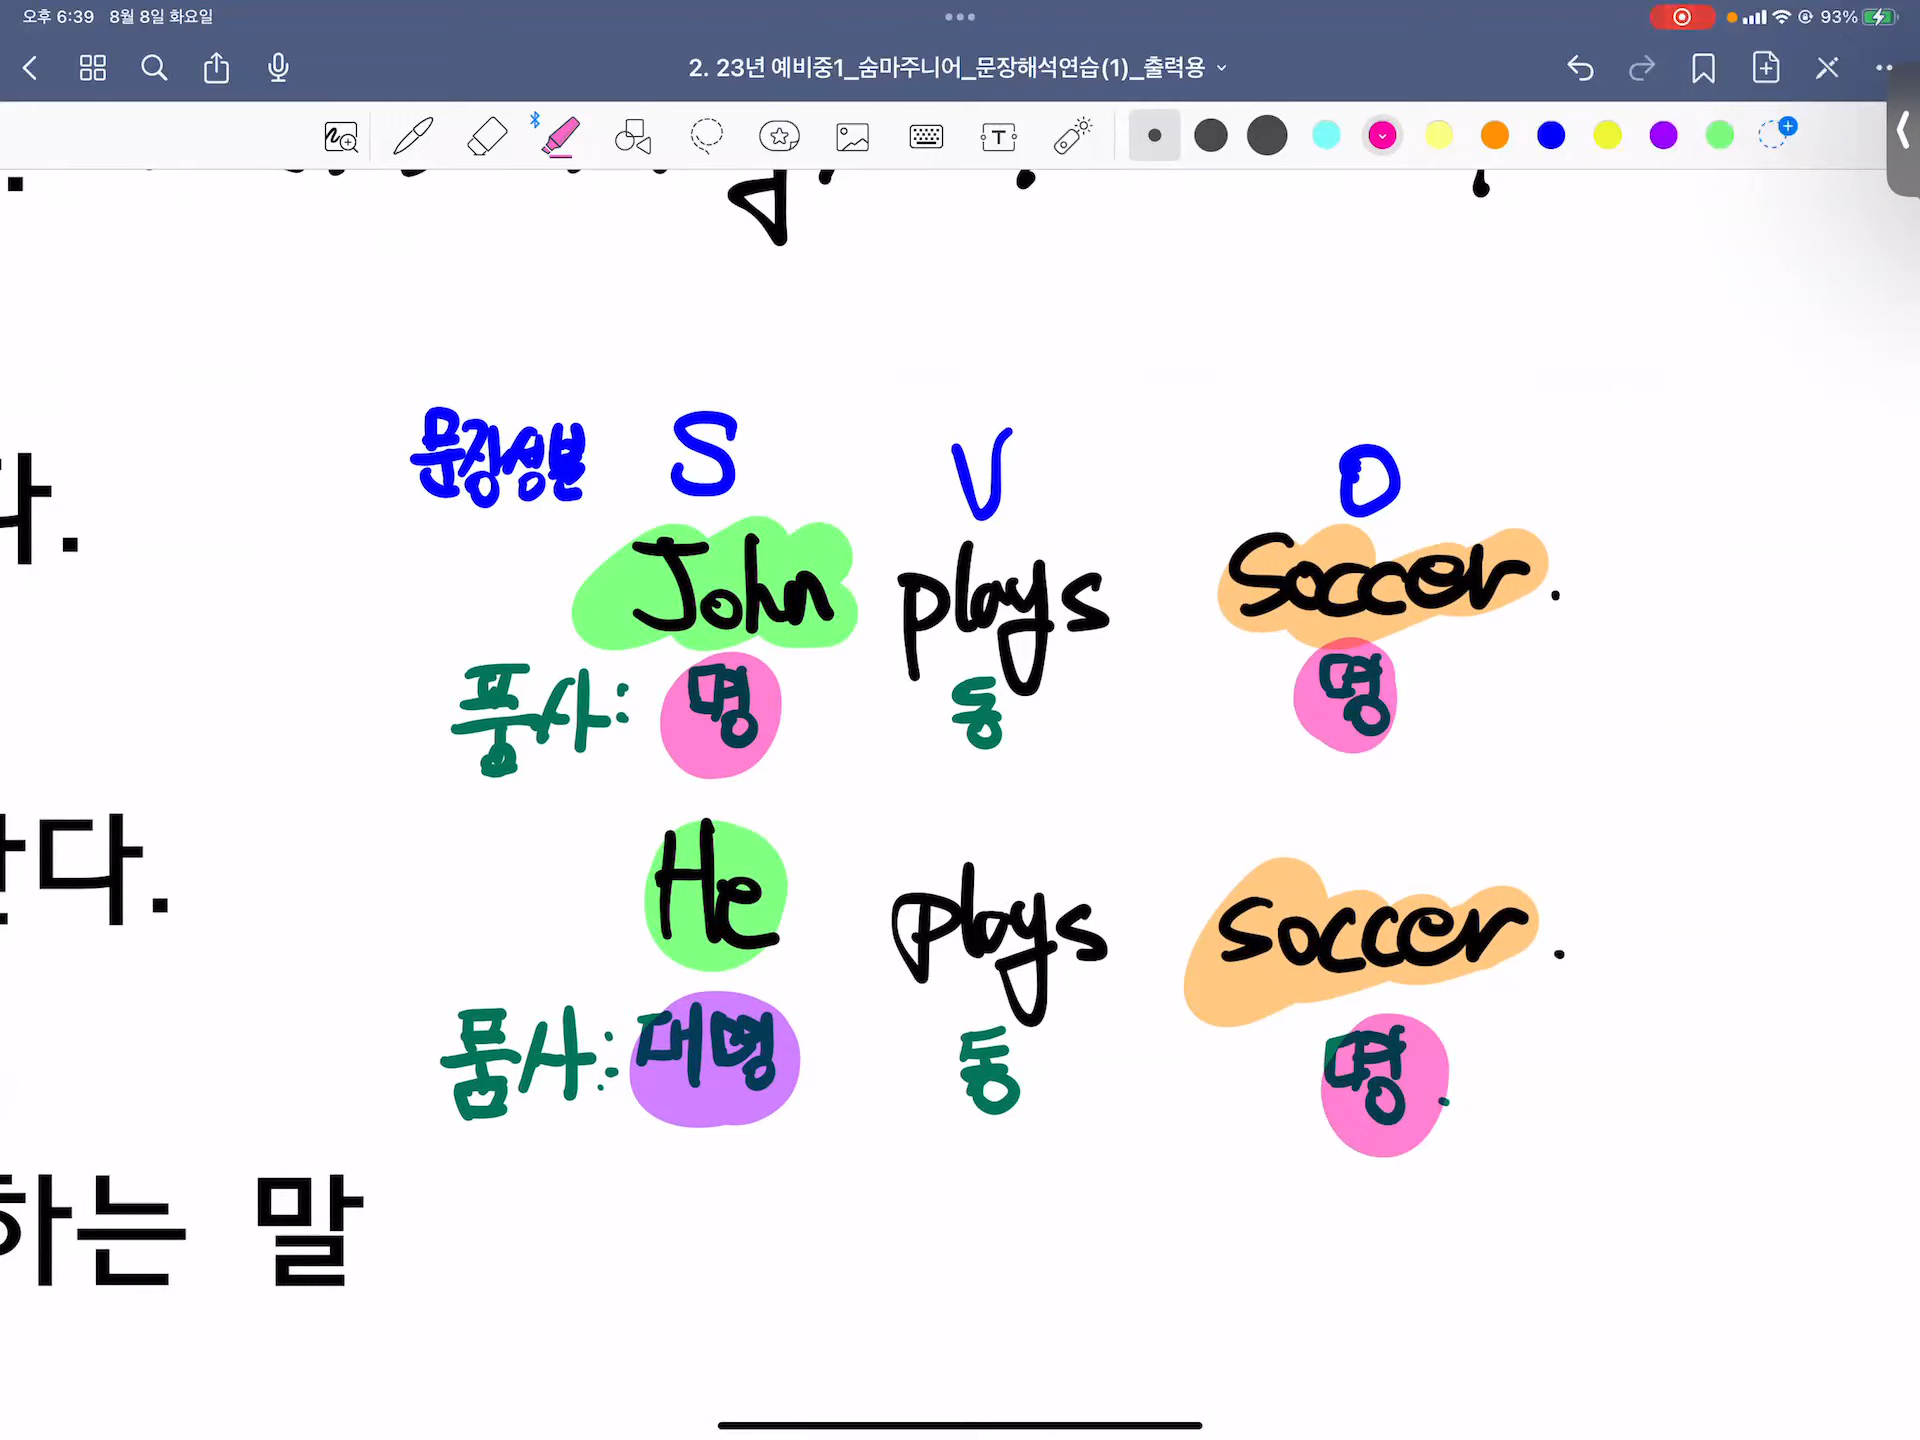 오후 6:39 8월 8일 화요일
93%
2. 23년 예비중1_숨마주니어_문장해석연습(1)_출력용
문장성분 S V O
다.
John plays Soccer.
품사: 명 동 명
다.
He plays soccer.
품사: 대명 동 명.
하는 말